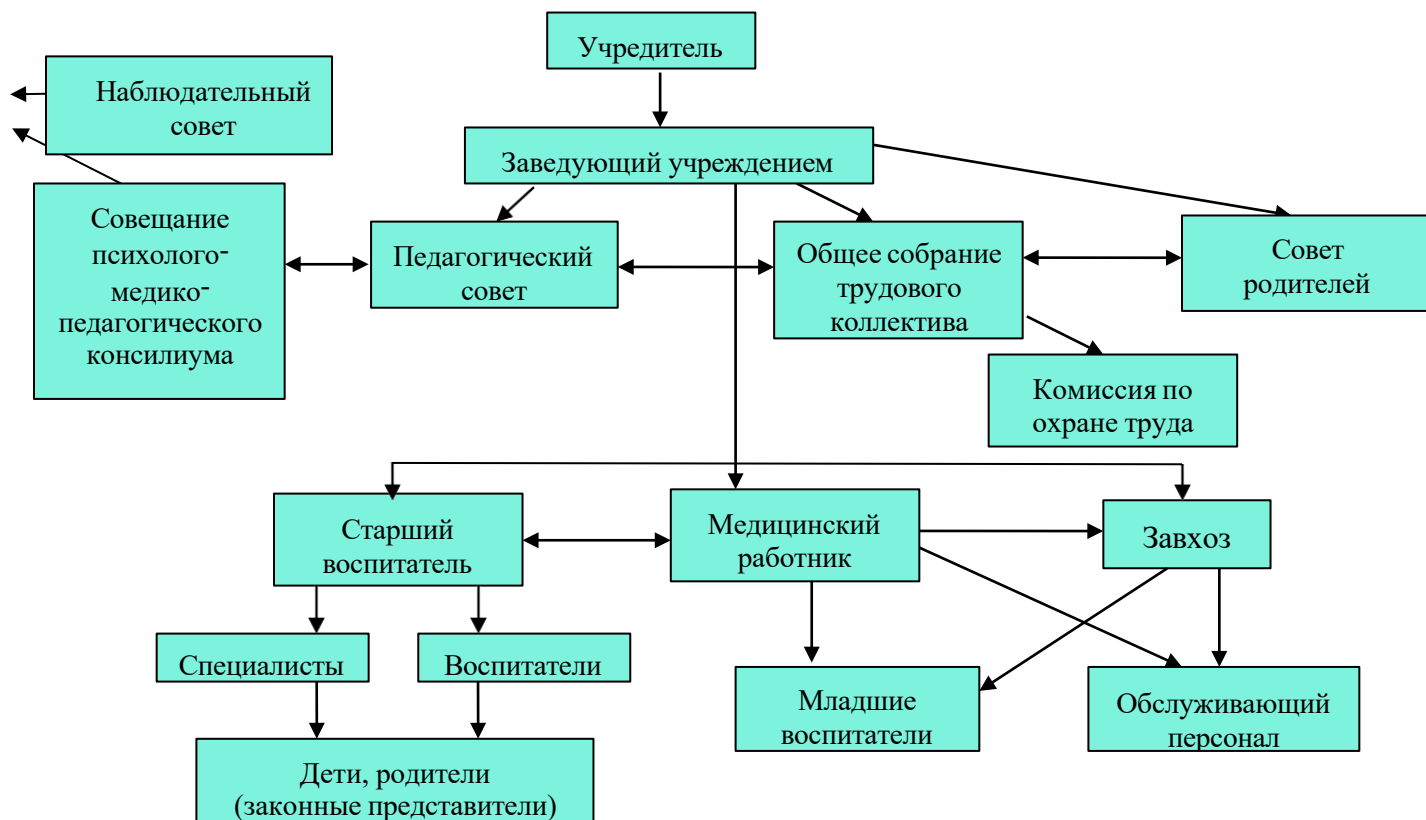 Учредитель
Наблюдательный
совет
Заведующий учреждением
Совещание
психолого-
медико-
педагогического
консилиума
Педагогический
совет
Общее собрание
трудового
коллектива
Совет
родителей
Комиссия по
охране труда
Старший
воспитатель
Медицинский
работник
Завхоз
Специалисты
Воспитатели
Младшие
воспитатели
Обслуживающий
персонал
Дети, родители
(законные представители)